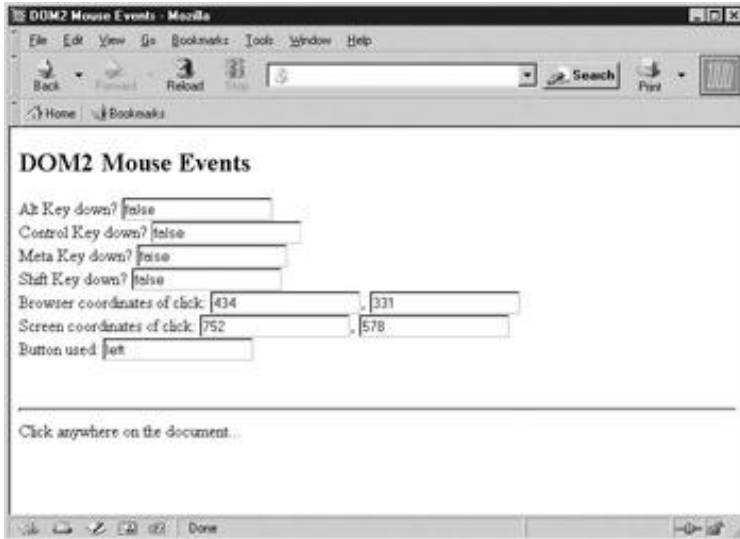 DOM2 Mouse Events - Mozilla
File Edit View Go Bookmarks Tools Window Help
Back Forward Reload Stop Search Print
Home Bookmarks
DOM2 Mouse Events
Alt Key down? false
Control Key down? false
Meta Key down? false
Shift Key down? false
Browser coordinates of click: 434, 331
Screen coordinates of click: 752, 578
Button used: left
Click anywhere on the document...
Done